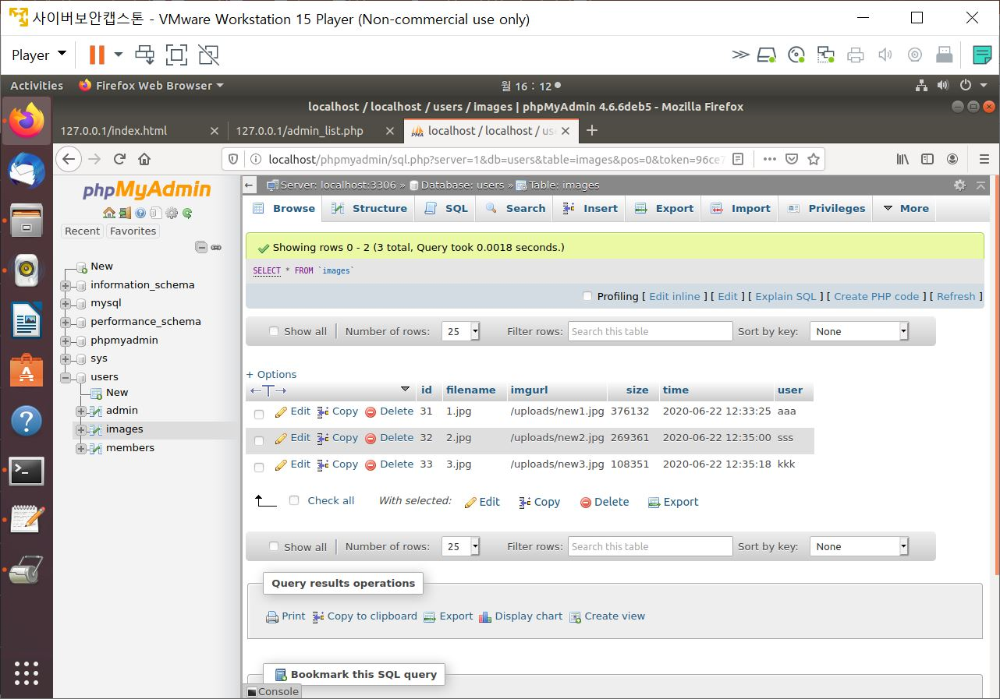 사이버보안캡스톤 - VMware Workstation 15 Player (Non-commercial use only)
Player
Activities Firefox Web Browser 월 16 : 12
localhost / localhost / users / images | phpMyAdmin 4.6.6deb5 - Mozilla Firefox
127.0.0.1/index.html 127.0.0.1/admin_list.php localhost / localhost / us
localhost/phpmyadmin/sql.php?server=1&db=users&table=images&pos=0&token=96ce
phpMyAdmin
Recent Favorites
New
information_schema
mysql
performance_schema
phpmyadmin
sys
users
New
admin
images
members
Server: localhost:3306 » Database: users » Table: images
Browse Structure SQL Search Insert Export Import Privileges More
Showing rows 0 - 2 (3 total, Query took 0.0018 seconds.)
SELECT * FROM `images`
Profiling [ Edit inline ] [ Edit ] [ Explain SQL ] [ Create PHP code ] [ Refresh ]
Show all Number of rows: 25 Filter rows: Search this table Sort by key: None
+ Options
←T→ id filename imgurl size time user
Edit Copy Delete 31 1.jpg /uploads/new1.jpg 376132 2020-06-22 12:33:25 aaa
Edit Copy Delete 32 2.jpg /uploads/new2.jpg 269361 2020-06-22 12:35:00 sss
Edit Copy Delete 33 3.jpg /uploads/new3.jpg 108351 2020-06-22 12:35:18 kkk
Check all With selected: Edit Copy Delete Export
Show all Number of rows: 25 Filter rows: Search this table Sort by key: None
Query results operations
Print Copy to clipboard Export Display chart Create view
Bookmark this SQL query
Console